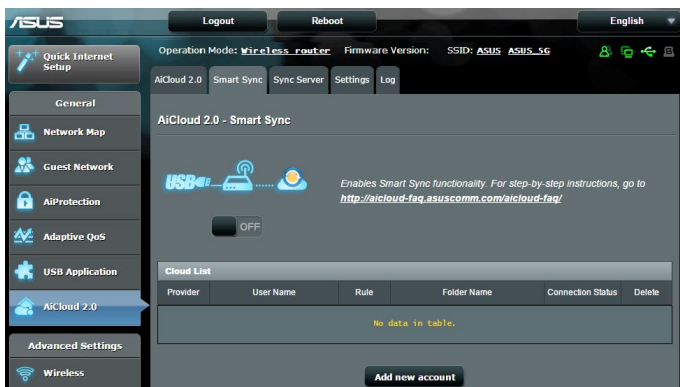 ASUS
Logout
Reboot
English
Quick Internet
Setup
Operation Mode: Wireless router Firmware Version: SSID: ASUS ASUS_5G
AiCloud 2.0
Smart Sync
Sync Server
Settings
Log
General
Network Map
Guest Network
AiProtection
Adaptive QoS
USB Application
AiCloud 2.0
Advanced Settings
Wireless
AiCloud 2.0 - Smart Sync
USB
Enables Smart Sync functionality. For step-by-step instructions, go to
http://aicloud-faq.asuscomm.com/aicloud-faq/
OFF
Cloud List
Provider User Name Rule Folder Name Connection Status Delete
No data in table.
Add new account